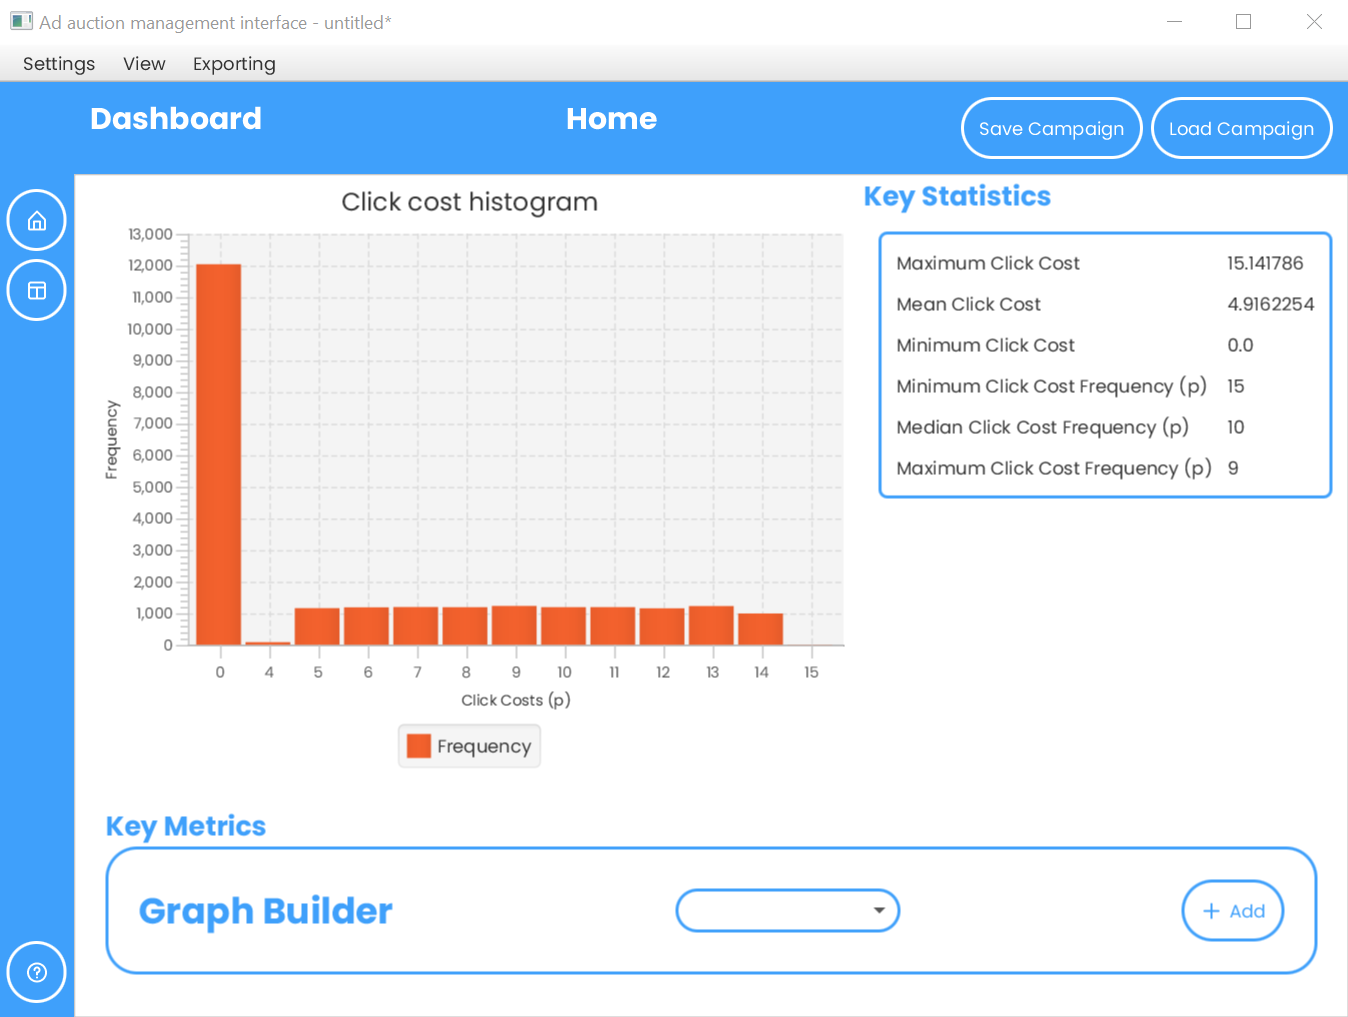 Ad auction management interface - untitled*
Settings View Exporting
Dashboard Home Save Campaign Load Campaign
Click cost histogram
13,000
12,000
11,000
10,000
9,000
8,000
7,000
6,000
5,000
4,000
3,000
2,000
1,000
0
Frequency
0 4 5 6 7 8 9 10 11 12 13 14 15
Click Costs (p)
Frequency
Key Statistics
Maximum Click Cost 15.141786
Mean Click Cost 4.9162254
Minimum Click Cost 0.0
Minimum Click Cost Frequency (p) 15
Median Click Cost Frequency (p) 10
Maximum Click Cost Frequency (p) 9
Key Metrics
Graph Builder + Add
?